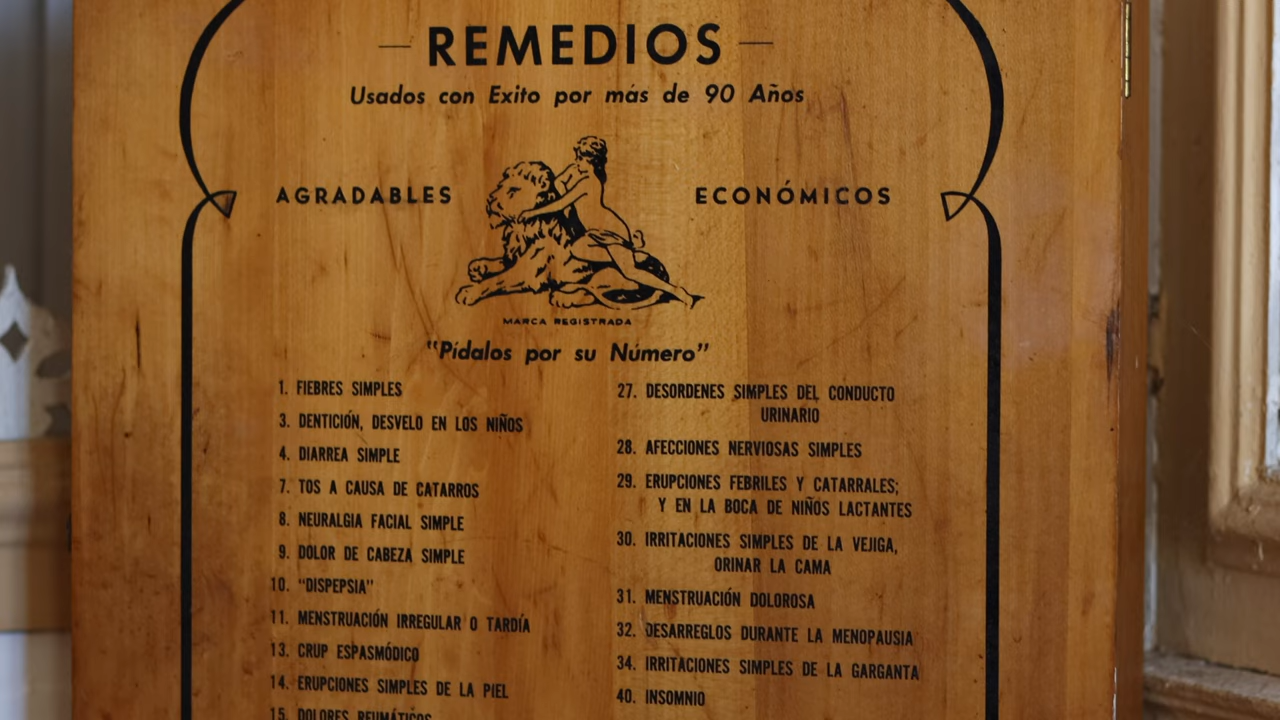 REMEDIOS
Usados con Exito por más de 90 Años
AGRADABLES ECONÓMICOS
MARCA REGISTRADA
"Pídalos por su Número"
1. FIEBRES SIMPLES
3. DENTICIÓN, DESVELO EN LOS NIÑOS
4. DIARREA SIMPLE
7. TOS A CAUSA DE CATARROS
8. NEURALGIA FACIAL SIMPLE
9. DOLOR DE CABEZA SIMPLE
10. "DISPEPSIA"
11. MENSTRUACIÓN IRREGULAR O TARDÍA
13. CRUP ESPASMÓDICO
14. ERUPCIONES SIMPLES DE LA PIEL
15. DOLORES REUMÁTICOS
27. DESORDENES SIMPLES DEL CONDUCTO
URINARIO
28. AFECCIONES NERVIOSAS SIMPLES
29. ERUPCIONES FEBRILES Y CATARRALES;
Y EN LA BOCA DE NIÑOS LACTANTES
30. IRRITACIONES SIMPLES DE LA VEJIGA,
ORINAR LA CAMA
31. MENSTRUACIÓN DOLOROSA
32. DESARREGLOS DURANTE LA MENOPAUSIA
34. IRRITACIONES SIMPLES DE LA GARGANTA
40. INSOMNIO